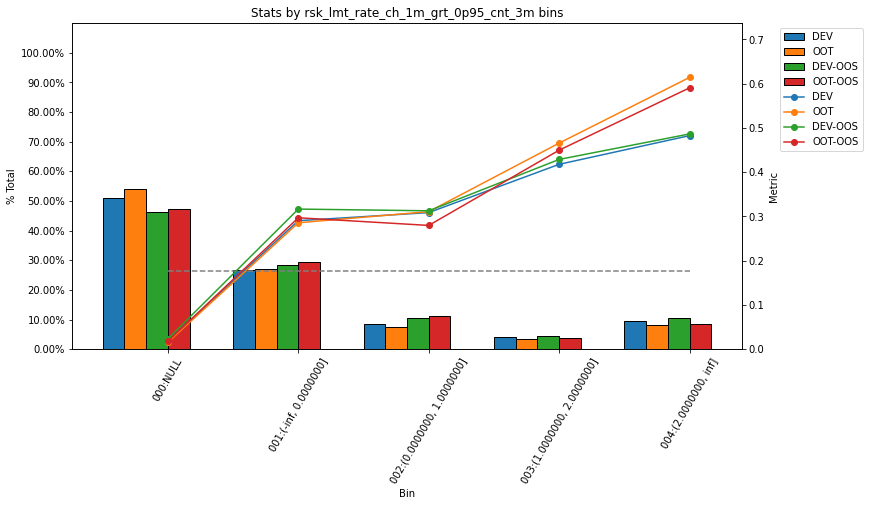 Stats by rsk_lmt_rate_ch_1m_grt_0p95_cnt_3m bins
100.00%
90.00%
80.00%
70.00%
60.00%
50.00%
40.00%
30.00%
20.00%
10.00%
0.00%
% Total
0.7
0.6
0.5
0.4
0.3
0.2
0.1
0.0
Metric
DEV
OOT
DEV-OOS
OOT-OOS
DEV
OOT
DEV-OOS
OOT-OOS
000:NULL
001:(-inf, 0.0000000]
002:(0.0000000, 1.0000000]
003:(1.0000000, 2.0000000]
004:(2.0000000, inf]
Bin